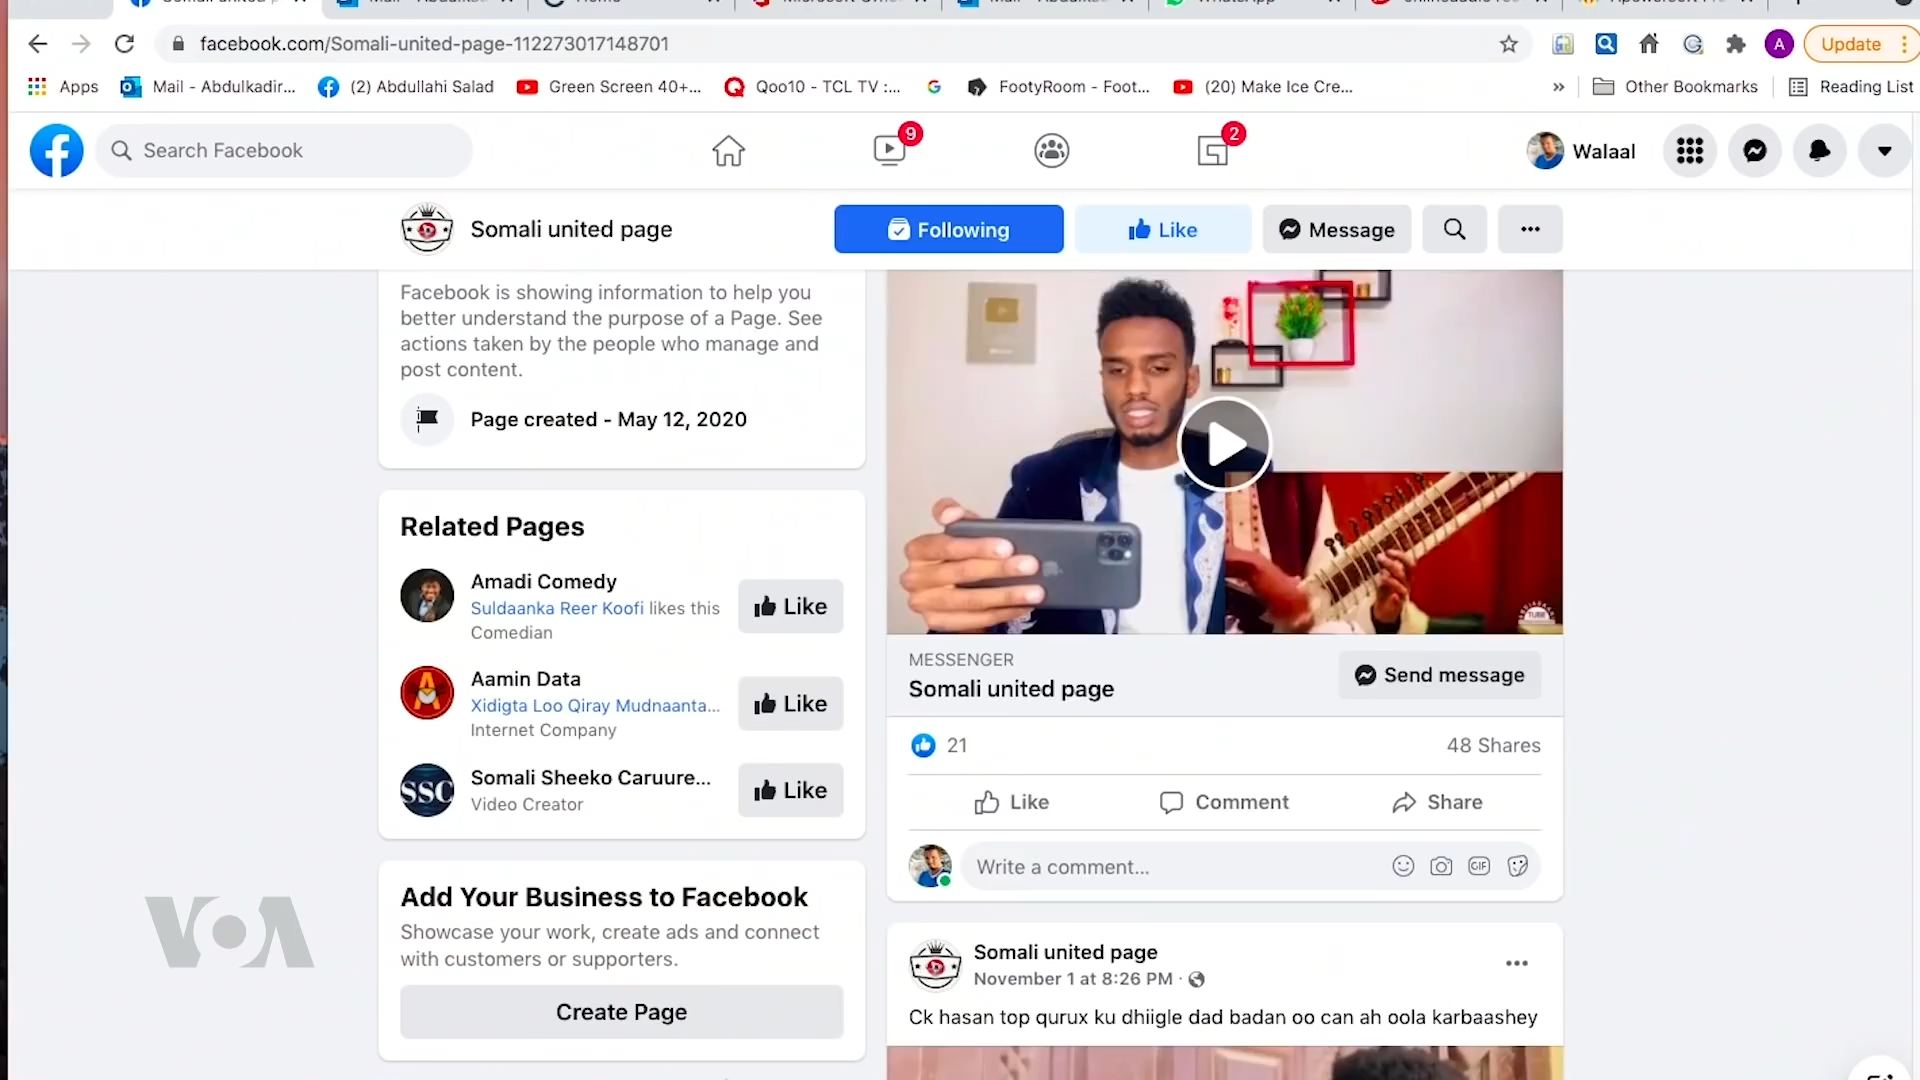 facebook.com/Somali-united-page-112273017148701
Update
Apps
Mail - Abdulkadir...
(2) Abdullahi Salad
Green Screen 40+...
Qoo10 - TCL TV :...
FootyRoom - Foot...
(20) Make Ice Cre...
»
Other Bookmarks
Reading List
Search Facebook
9
2
Walaal
Somali united page
Following
Like
Message
Facebook is showing information to help you
better understand the purpose of a Page. See
actions taken by the people who manage and
post content.
Page created - May 12, 2020
Related Pages
Amadi Comedy
Suldaanka Reer Koofi likes this
Comedian
Like
Aamin Data
Xidigta Loo Qiray Mudnaanta...
Internet Company
Like
SSC
Somali Sheeko Caruure...
Video Creator
Like
Add Your Business to Facebook
Showcase your work, create ads and connect
with customers or supporters.
Create Page
VOA
MESSENGER
Somali united page
Send message
21
48 Shares
Like
Comment
Share
Write a comment...
GIF
Somali united page
November 1 at 8:26 PM ·
Ck hasan top qurux ku dhiigle dad badan oo can ah oola karbaashey